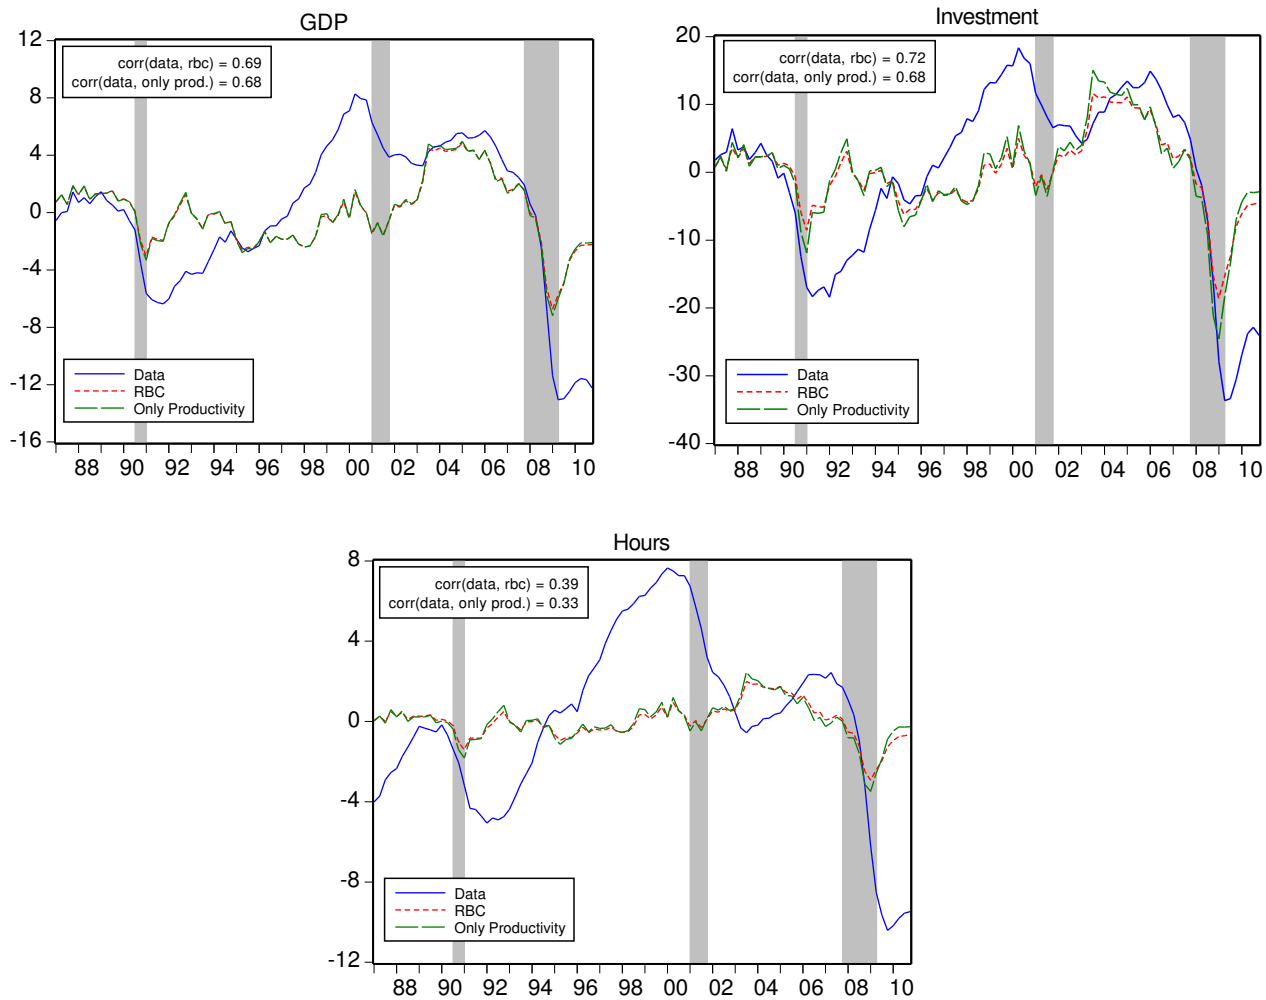 GDP
12
8
4
0
-4
-8
-12
-16
corr(data, rbc) = 0.69
corr(data, only prod.) = 0.68
Data
RBC
Only Productivity
88 90 92 94 96 98 00 02 04 06 08 10
Investment
20
10
0
-10
-20
-30
-40
corr(data, rbc) = 0.72
corr(data, only prod.) = 0.68
Data
RBC
Only Productivity
88 90 92 94 96 98 00 02 04 06 08 10
Hours
8
4
0
-4
-8
-12
corr(data, rbc) = 0.39
corr(data, only prod.) = 0.33
Data
RBC
Only Productivity
88 90 92 94 96 98 00 02 04 06 08 10